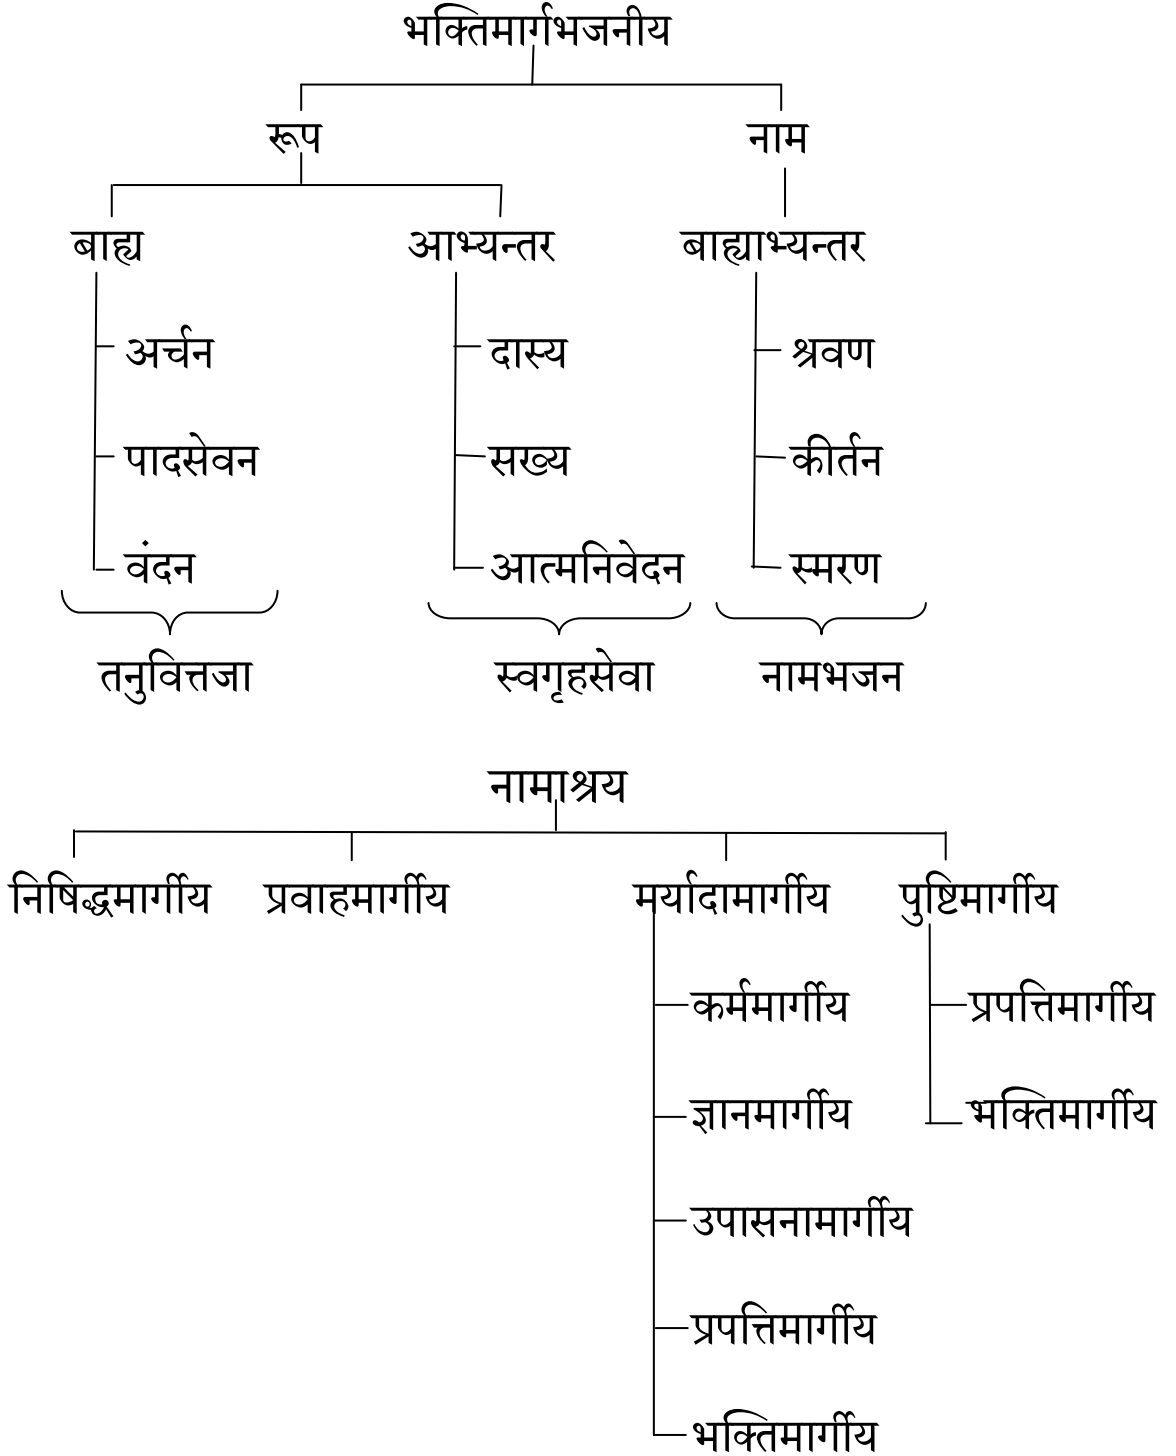 भक्तिमार्गभजनीय
रूप नाम
बाह्य आभ्यन्तर बाह्याभ्यन्तर
अर्चन दास्य श्रवण
पादसेवन सख्य कीर्तन
वंदन आत्मनिवेदन स्मरण
तनुवित्तजा स्वगृहसेवा नामभजन
नामाश्रय
निषिद्धमार्गीय प्रवाहमार्गीय मर्यादामार्गीय पुष्टिमार्गीय
कर्ममार्गीय प्रपत्तिमार्गीय
ज्ञानमार्गीय भक्तिमार्गीय
उपासनामार्गीय
प्रपत्तिमार्गीय
भक्तिमार्गीय